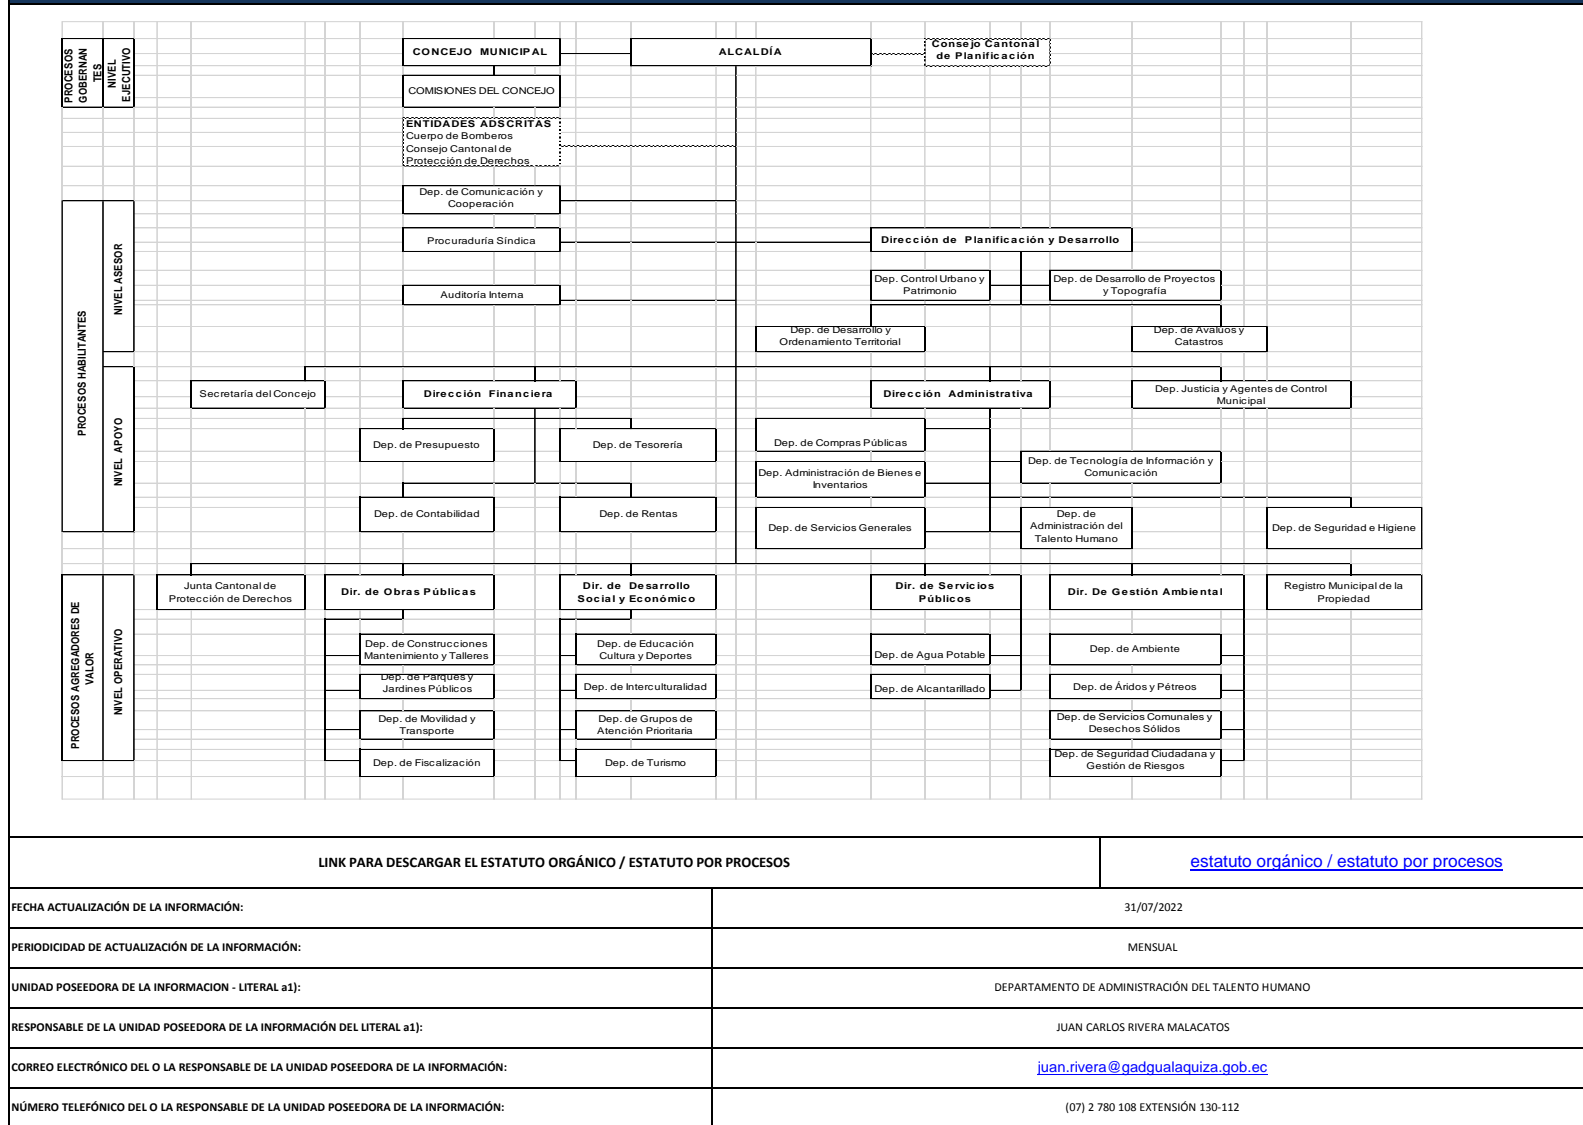 PROCESOS
GOBERNAN
TES
NIVEL
EJECUTIVO
CONCEJO MUNICIPAL
ALCALDÍA
Consejo Cantonal
de Planificación
COMISIONES DEL CONCEJO
ENTIDADES ADSCRITAS
Cuerpo de Bomberos
Consejo Cantonal de
Protección de Derechos
PROCESOS HABILITANTES
NIVEL ASESOR
Dep. de Comunicación y
Cooperación
Procuraduría Síndica
Dirección de Planificación y Desarrollo
Auditoría Interna
Dep. Control Urbano y
Patrimonio
Dep. de Desarrollo de Proyectos
y Topografía
Dep. de Desarrollo y
Ordenamiento Territorial
Dep. de Avalúos y
Catastros
NIVEL APOYO
Secretaría del Concejo
Dirección Financiera
Dirección Administrativa
Dep. Justicia y Agentes de Control
Municipal
Dep. de Presupuesto
Dep. de Tesorería
Dep. de Compras Públicas
Dep. Administración de Bienes e
Inventarios
Dep. de Tecnología de Información y
Comunicación
Dep. de Contabilidad
Dep. de Rentas
Dep. de Servicios Generales
Dep. de
Administración del
Talento Humano
Dep. de Seguridad e Higiene
PROCESOS AGREGADORES DE
VALOR
NIVEL OPERATIVO
Junta Cantonal de
Protección de Derechos
Dir. de Obras Públicas
Dir. de Desarrollo
Social y Económico
Dir. de Servicios
Públicos
Dir. De Gestión Ambiental
Registro Municipal de la
Propiedad
Dep. de Construcciones
Mantenimiento y Talleres
Dep. de Educación
Cultura y Deportes
Dep. de Agua Potable
Dep. de Ambiente
Dep. de Parques y
Jardines Públicos
Dep. de Interculturalidad
Dep. de Alcantarillado
Dep. de Áridos y Pétreos
Dep. de Movilidad y
Transporte
Dep. de Grupos de
Atención Prioritaria
Dep. de Servicios Comunales y
Desechos Sólidos
Dep. de Fiscalización
Dep. de Turismo
Dep. de Seguridad Ciudadana y
Gestión de Riesgos
LINK PARA DESCARGAR EL ESTATUTO ORGÁNICO / ESTATUTO POR PROCESOS
estatuto orgánico / estatuto por procesos
FECHA ACTUALIZACIÓN DE LA INFORMACIÓN:
31/07/2022
PERIODICIDAD DE ACTUALIZACIÓN DE LA INFORMACIÓN:
MENSUAL
UNIDAD POSEEDORA DE LA INFORMACION - LITERAL a1):
DEPARTAMENTO DE ADMINISTRACIÓN DEL TALENTO HUMANO
RESPONSABLE DE LA UNIDAD POSEEDORA DE LA INFORMACIÓN DEL LITERAL a1):
JUAN CARLOS RIVERA MALACATOS
CORREO ELECTRÓNICO DEL O LA RESPONSABLE DE LA UNIDAD POSEEDORA DE LA INFORMACIÓN:
juan.rivera@gadgualaquiza.gob.ec
NÚMERO TELEFÓNICO DEL O LA RESPONSABLE DE LA UNIDAD POSEEDORA DE LA INFORMACIÓN:
(07) 2 780 108 EXTENSIÓN 130-112